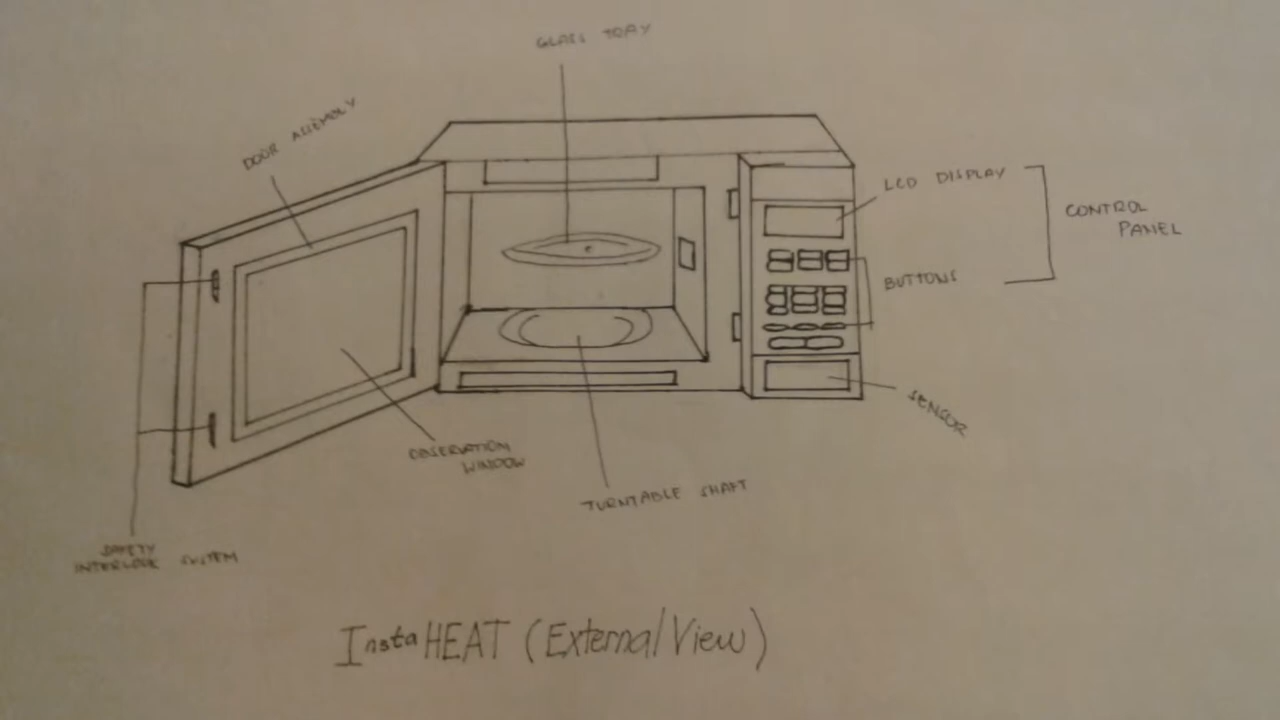 GLASS TRAY
DOOR ASSEMBLY
LCD DISPLAY
CONTROL
PANEL
BUTTONS
SENSOR
OBSERVATION
WINDOW
TURNTABLE SHAFT
SAFETY
INTERLOCK SYSTEM
InstaHEAT (External View)